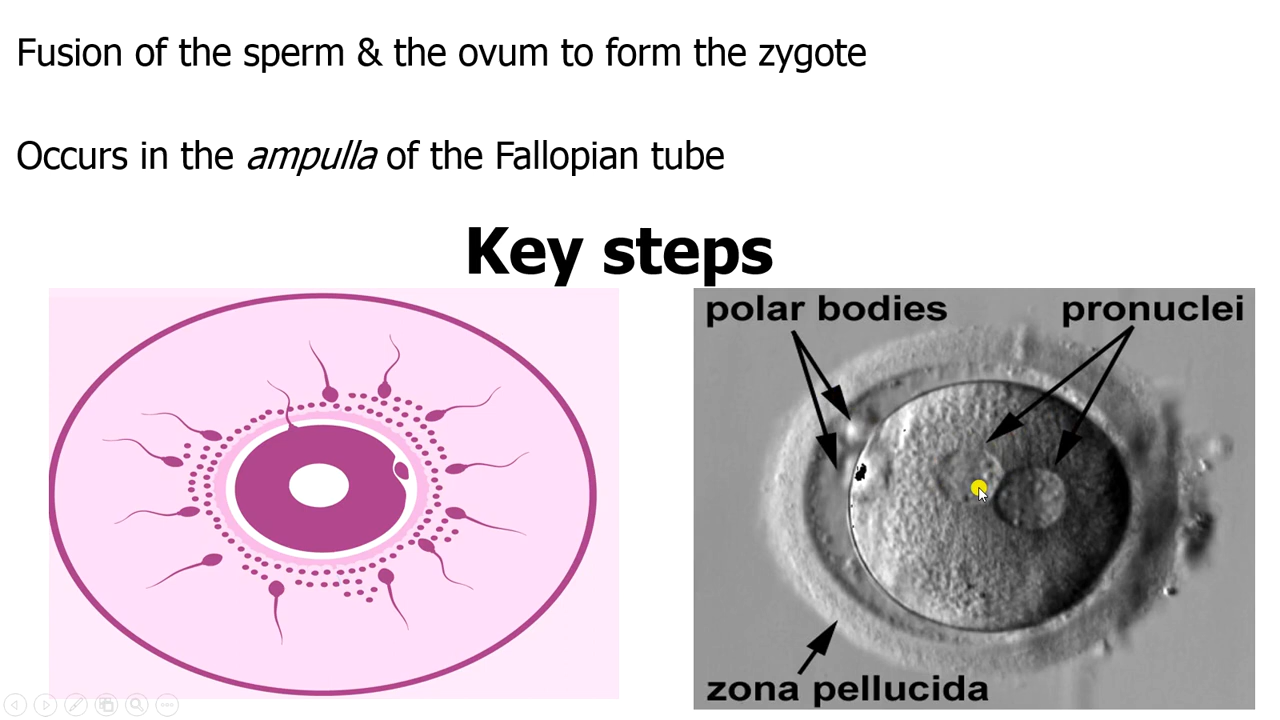 Fusion of the sperm & the ovum to form the zygote
Occurs in the ampulla of the Fallopian tube
Key steps
polar bodies
pronuclei
zona pellucida